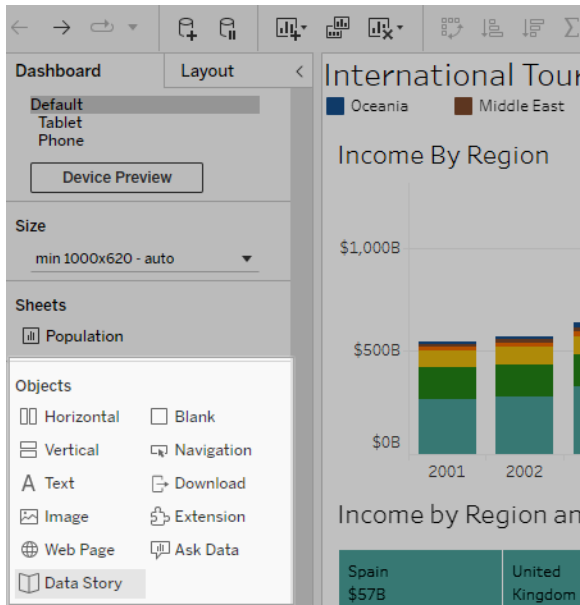 Dashboard
Layout
Default
Tablet
Phone
Device Preview
Size
min 1000x620 - auto
Sheets
Population
Objects
Horizontal
Blank
Vertical
Navigation
Text
Download
Image
Extension
Web Page
Ask Data
Data Story
International Tour
Oceania
Middle East
Income By Region
$1,000B
$500B
$0B
2001
2002
Income by Region an
Spain
$57B
United
Kingdom